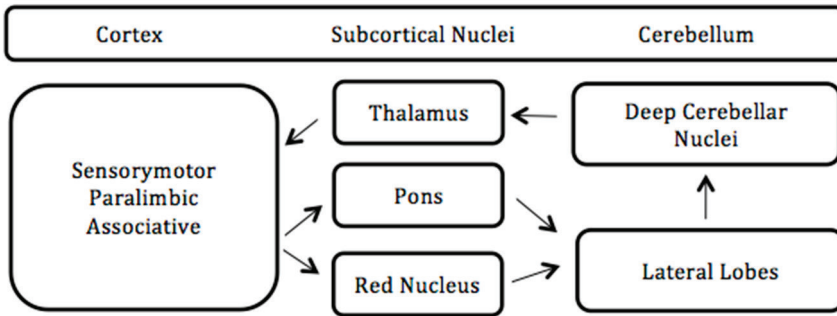 Cortex Subcortical Nuclei Cerebellum
Sensorymotor
Paralimbic
Associative
Thalamus
Pons
Red Nucleus
Deep Cerebellar
Nuclei
Lateral Lobes